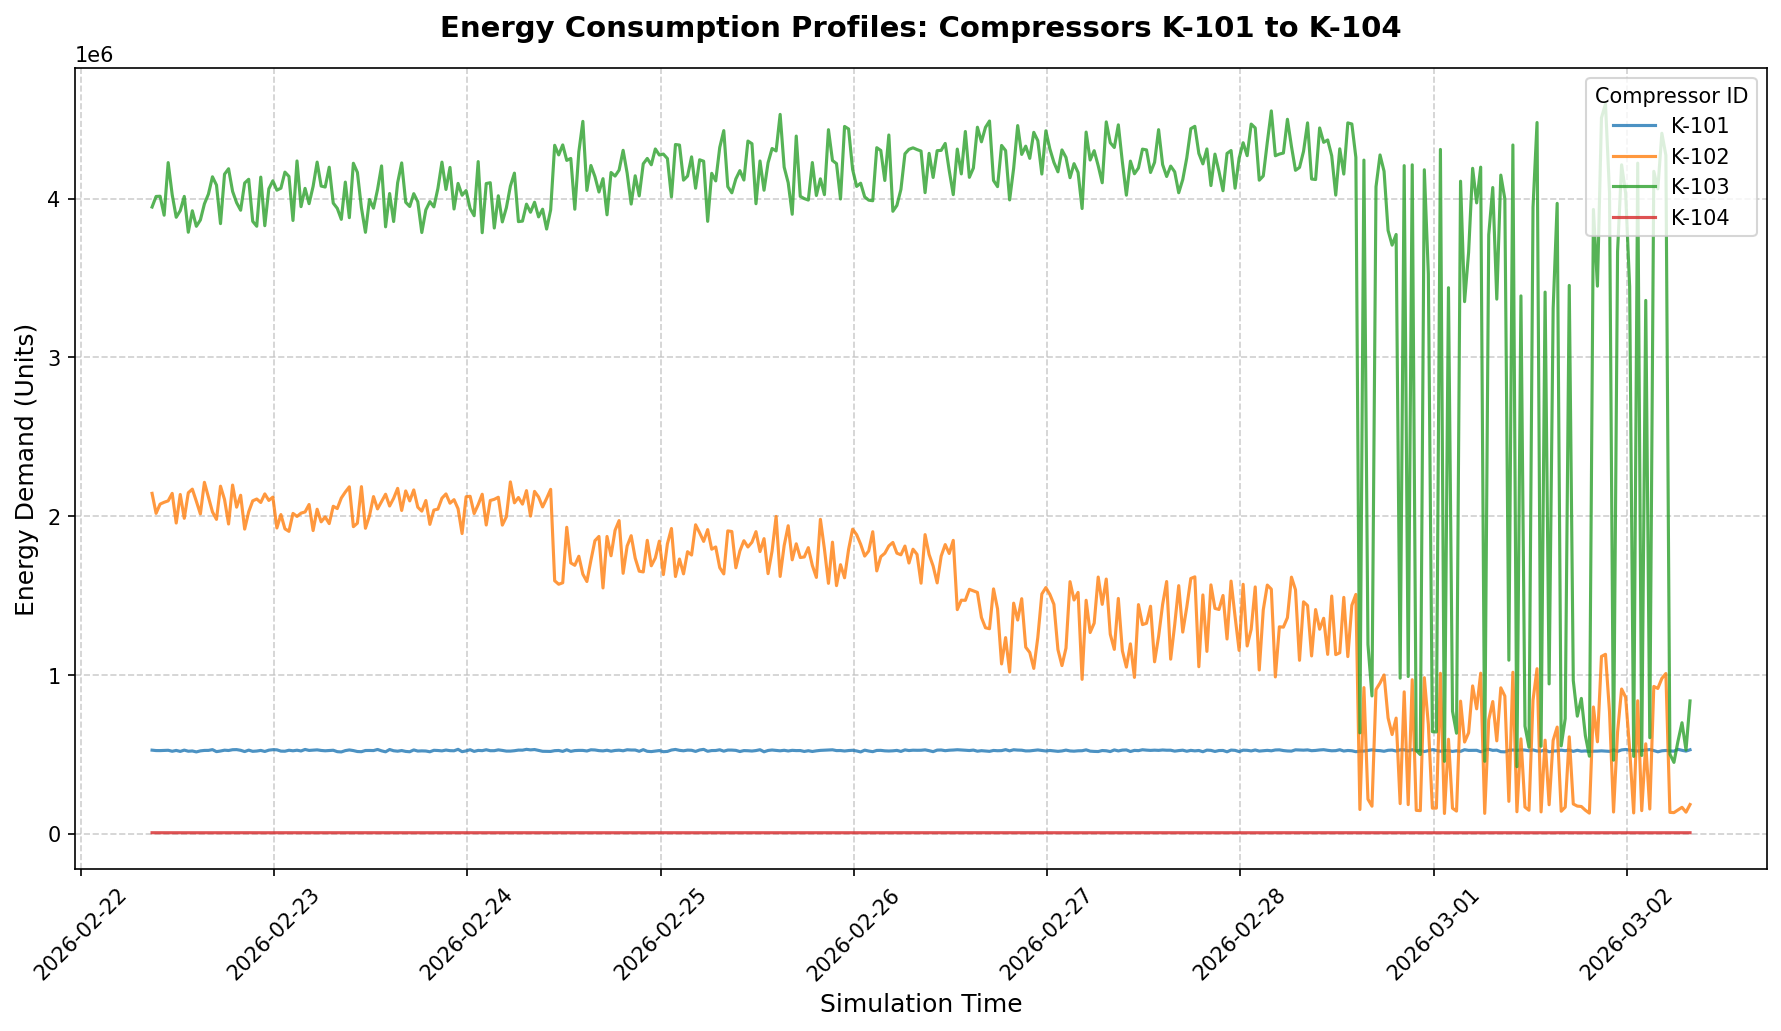 Energy Consumption Profiles: Compressors K-101 to K-104
1e6
Compressor ID
K-101
K-102
K-103
K-104
4
3
2
1
0
Energy Demand (Units)
2026-02-22
2026-02-23
2026-02-24
2026-02-25
2026-02-26
2026-02-27
2026-02-28
2026-03-01
2026-03-02
Simulation Time